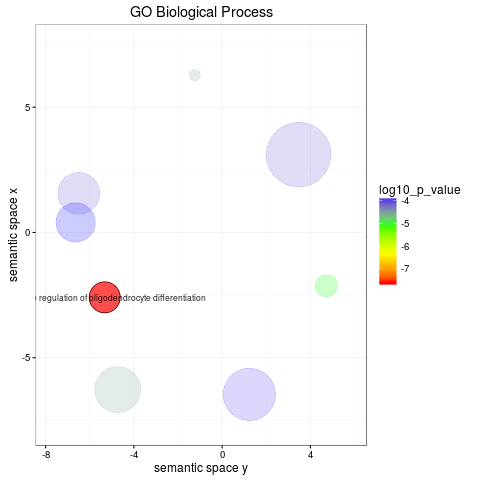 GO Biological Process
5
0
-5
-8
-4
0
4
semantic space y
semantic space x
regulation of oligodendrocyte differentiation
log10_p_value
-4
-5
-6
-7